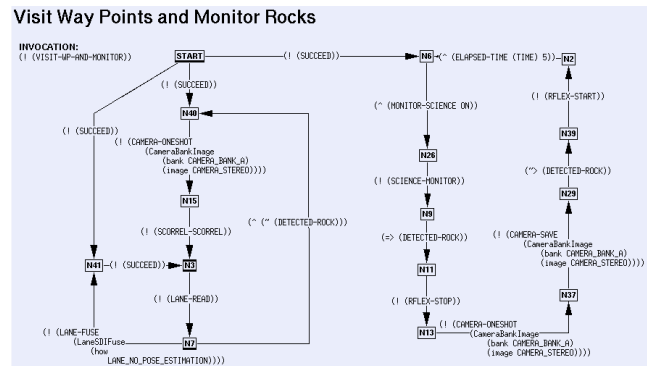 Visit Way Points and Monitor Rocks
INVOCATION:
(! (VISIT-WP-AND-MONITOR))
START
(! (SUCCEED))
N6
(^ (ELAPSED-TIME (TIME) 5))
N2
(! (SUCCEED))
(! (SUCCEED))
N40
(! (CAMERA-ONESHOT
(CameraBankImage
(bank CAMERA_BANK_A)
(image CAMERA_STEREO))))
N15
(! (SCORREL-SCORREL))
N41
(! (SUCCEED))
N3
(! (LANE-READ))
(! (LANE-FUSE
(LaneSDIFuse
(how
LANE_NO_POSE_ESTIMATION))))
N7
(^ (~ (DETECTED-ROCK)))
(^ (MONITOR-SCIENCE ON))
N26
(! (SCIENCE-MONITOR))
N9
(=> (DETECTED-ROCK))
N11
(! (RFLEX-STOP))
N13
(! (CAMERA-ONESHOT
(CameraBankImage
(bank CAMERA_BANK_A)
(image CAMERA_STEREO))))
N37
(! (CAMERA-SAVE
(CameraBankImage
(bank CAMERA_BANK_A)
(image CAMERA_STEREO))))
N29
(~> (DETECTED-ROCK))
N39
(! (RFLEX-START))